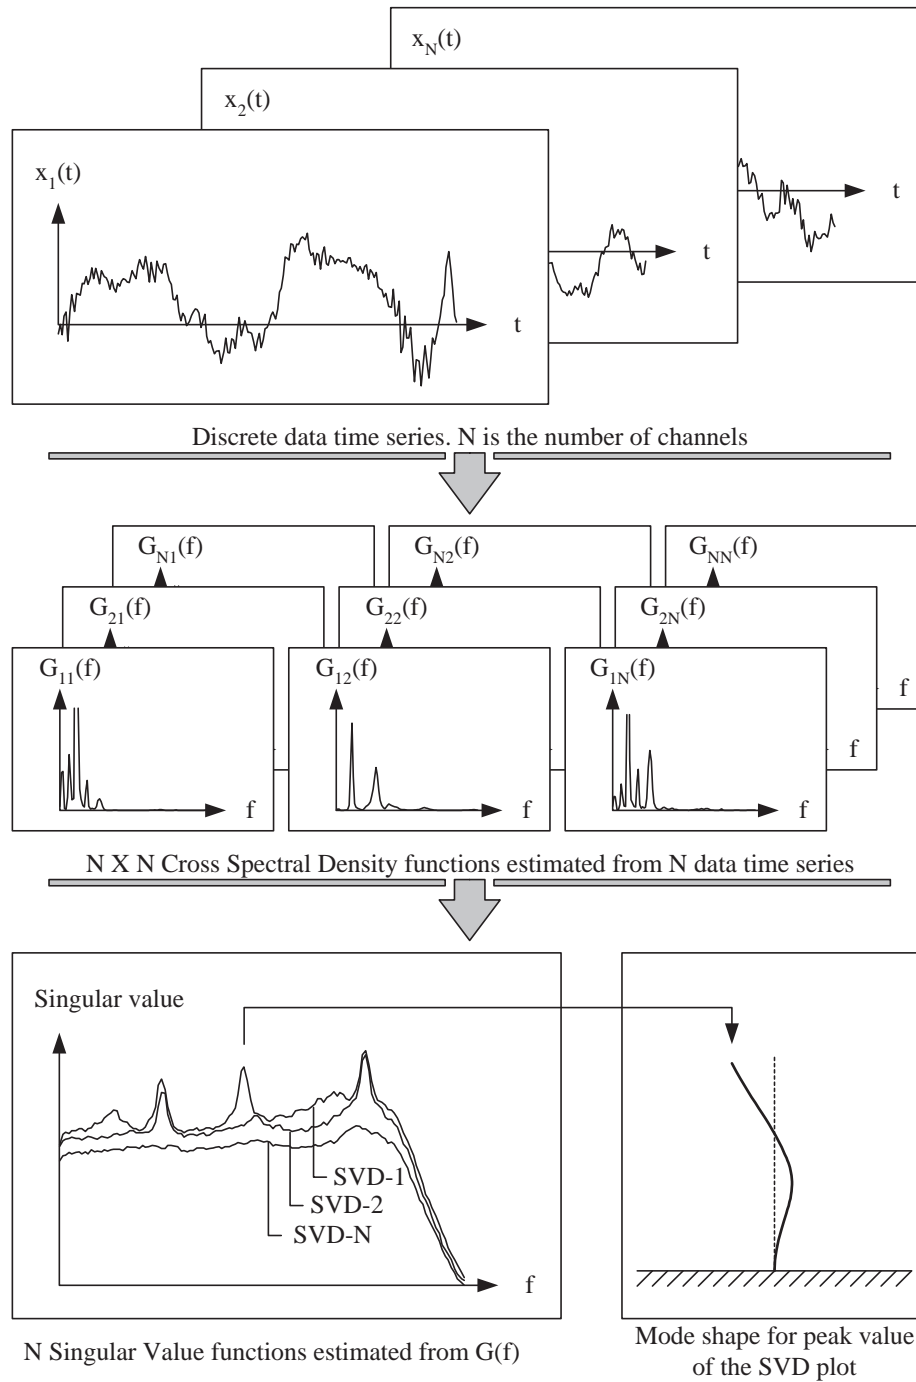 x_N(t)
x_2(t)
x_1(t)
t
t
t
Discrete data time series. N is the number of channels
G_N1(f)
G_N2(f)
G_NN(f)
G_21(f)
G_22(f)
G_2N(f)
G_11(f)
G_12(f)
G_1N(f)
f
f
f
f
f
N X N Cross Spectral Density functions estimated from N data time series
Singular value
SVD-1
SVD-2
SVD-N
f
N Singular Value functions estimated from G(f)
Mode shape for peak value
of the SVD plot